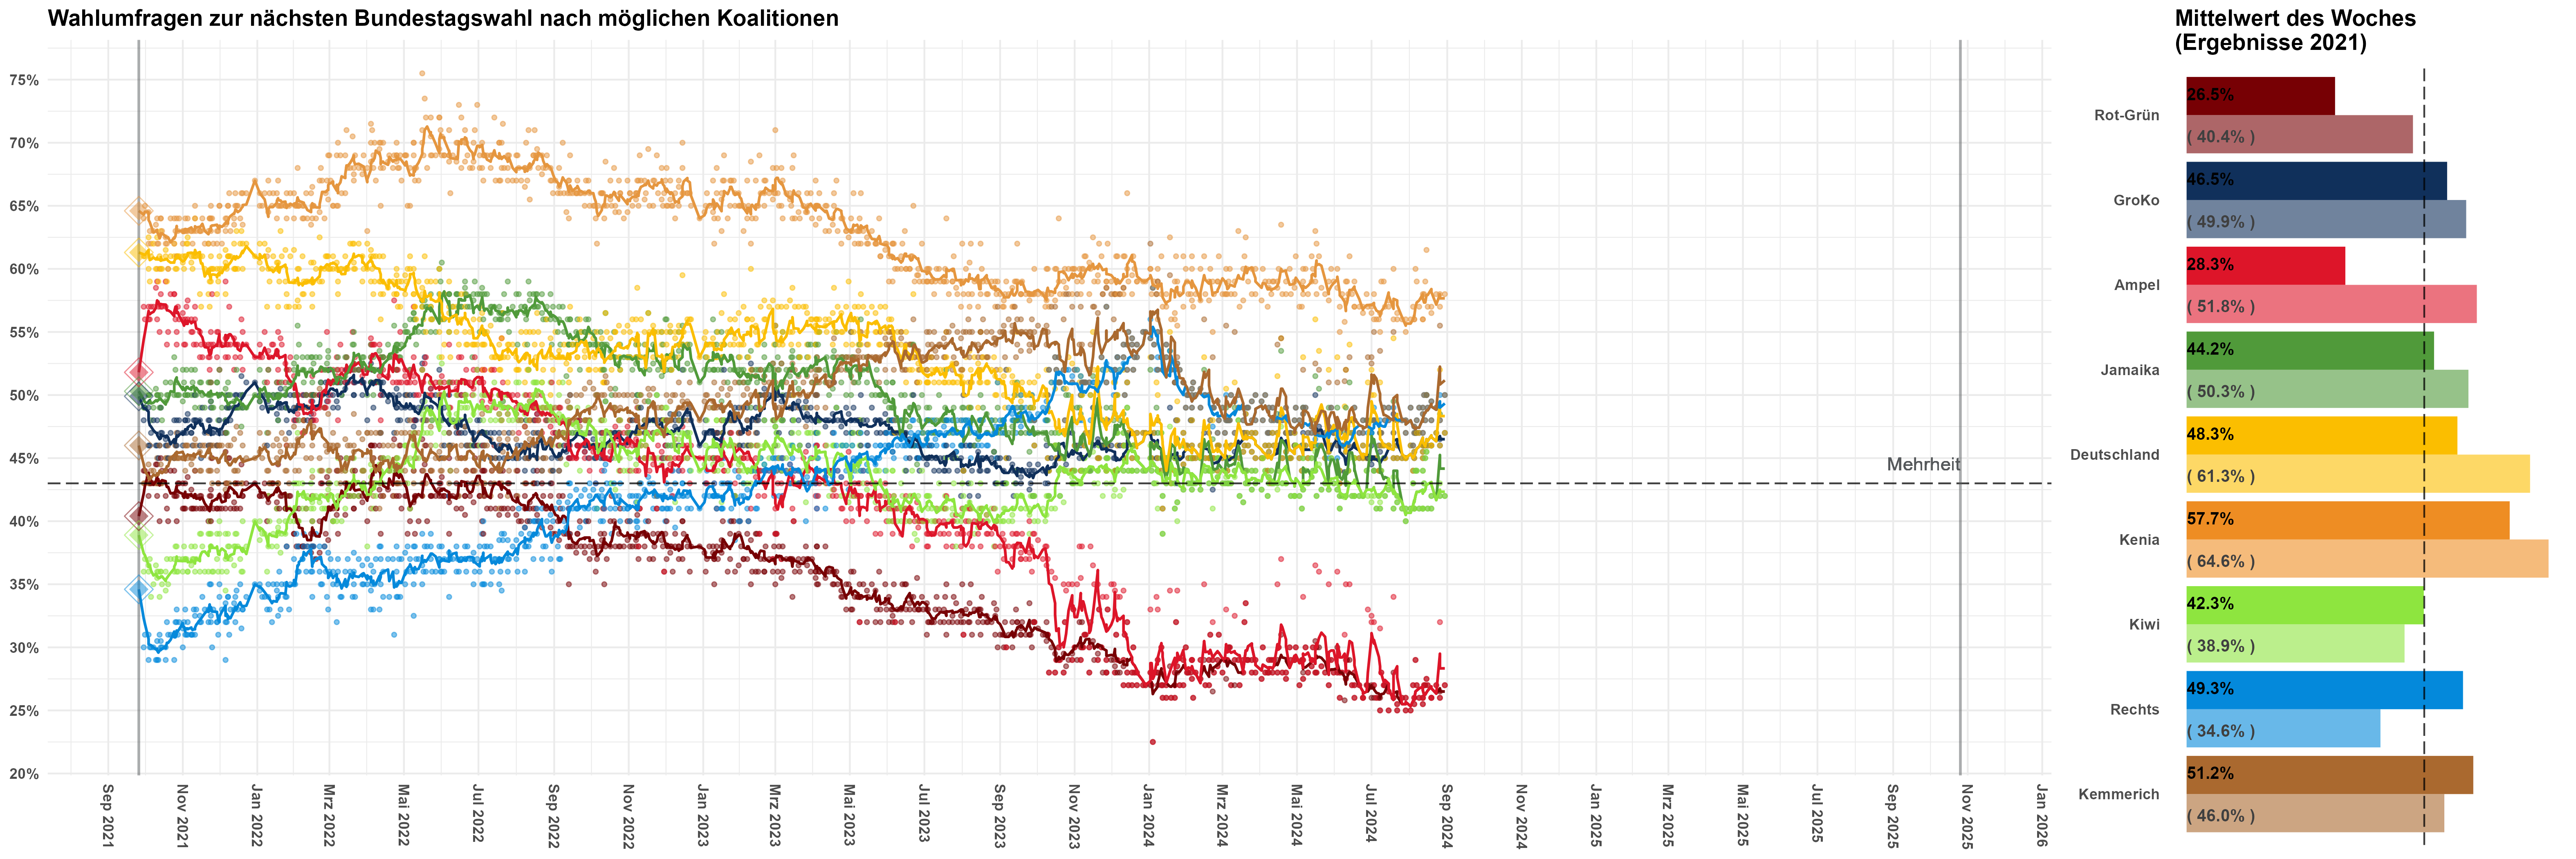 Wahlumfragen zur nächsten Bundestagswahl nach möglichen Koalitionen
75%
70%
65%
60%
55%
50%
45%
40%
35%
30%
25%
20%
Mehrheit
Sep 2021
Nov 2021
Jan 2022
Mrz 2022
Mai 2022
Jul 2022
Sep 2022
Nov 2022
Jan 2023
Mrz 2023
Mai 2023
Jul 2023
Sep 2023
Nov 2023
Jan 2024
Mrz 2024
Mai 2024
Jul 2024
Sep 2024
Nov 2024
Jan 2025
Mrz 2025
Mai 2025
Jul 2025
Sep 2025
Nov 2025
Jan 2026
Mittelwert des Woches
(Ergebnisse 2021)
Rot-Grün
26.5%
( 40.4% )
GroKo
46.5%
( 49.9% )
Ampel
28.3%
( 51.8% )
Jamaika
44.2%
( 50.3% )
Deutschland
48.3%
( 61.3% )
Kenia
57.7%
( 64.6% )
Kiwi
42.3%
( 38.9% )
Rechts
49.3%
( 34.6% )
Kemmerich
51.2%
( 46.0% )